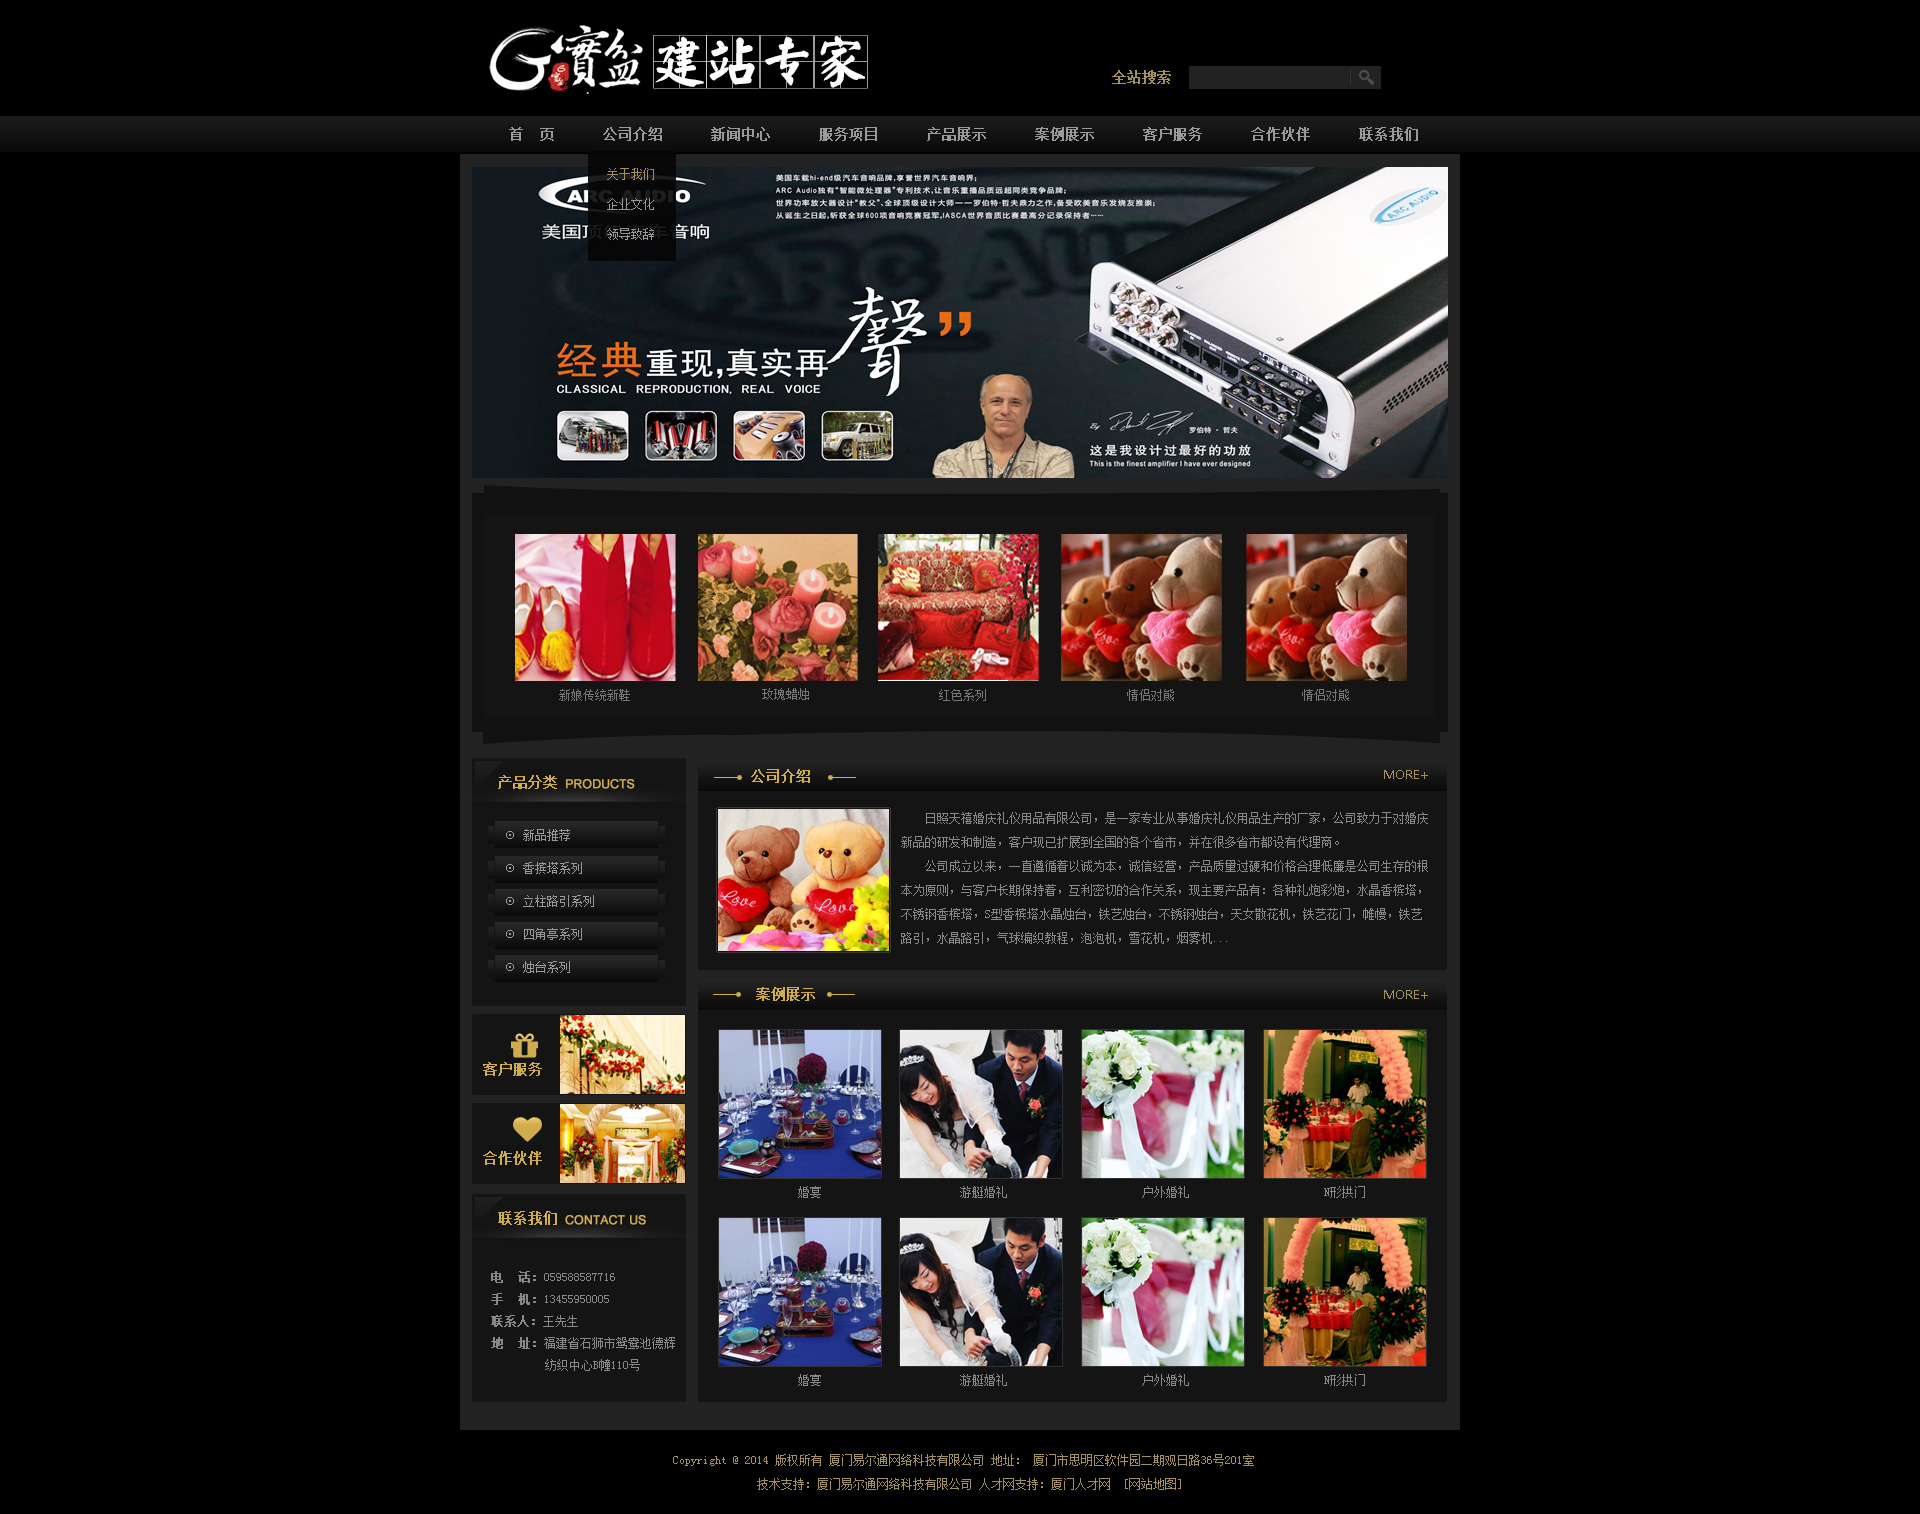 G 寶盆 建站专家
全站搜索
首 页 公司介绍 新闻中心 服务项目 产品展示 案例展示 客户服务 合作伙伴 联系我们
关于我们
企业文化
领导致辞
ARC AUDIO
美国顶 车音响
美国车载hi-end级汽车音响品牌,享誉世界汽车音响界;
ARC Audio独有“智能微处理器”专利技术,让音乐重播品质远超同类竞争品牌;
世界功率放大器设计“教父”、全球顶级设计大师——罗伯特·哲夫鼎力之作,备受欧美音乐发烧友推崇;
从诞生之日起,斩获全球600项音响竞赛冠军,IASCA世界音质比赛最高分记录保持者……
ARC AUDIO
经典重现,真实再聲”
CLASSICAL REPRODUCTION, REAL VOICE
By 罗伯特·哲夫
这是我设计过最好的功放
This is the finest amplifier I have ever designed
新娘传统新鞋 玫瑰蜡烛 红色系列 情侣对熊 情侣对熊
产品分类 PRODUCTS
新品推荐
香槟塔系列
立柱路引系列
四角亭系列
烛台系列
客户服务
合作伙伴
联系我们 CONTACT US
电 话：059588587716
手 机：13455950005
联系人：王先生
地 址：福建省石狮市鸳鸯池德辉
纺织中心B幢110号
公司介绍 MORE+
Love Love
日照天禧婚庆礼仪用品有限公司，是一家专业从事婚庆礼仪用品生产的厂家，公司致力于对婚庆
新品的研发和制造，客户现已扩展到全国的各个省市，并在很多省市都设有代理商。
公司成立以来，一直遵循着以诚为本，诚信经营，产品质量过硬和价格合理低廉是公司生存的根
本为原则，与客户长期保持着，互利密切的合作关系，现主要产品有：各种礼炮彩炮，水晶香槟塔，
不锈钢香槟塔，S型香槟塔水晶烛台，铁艺烛台，不锈钢烛台，天女散花机，铁艺花门，帷幔，铁艺
路引，水晶路引，气球编织教程，泡泡机，雪花机，烟雾机...
案例展示 MORE+
婚宴 游艇婚礼 户外婚礼 N形拱门
婚宴 游艇婚礼 户外婚礼 N形拱门
Copyright @ 2014 版权所有 厦门易尔通网络科技有限公司 地址： 厦门市思明区软件园二期观日路36号201室
技术支持：厦门易尔通网络科技有限公司 人才网支持：厦门人才网 [网站地图]